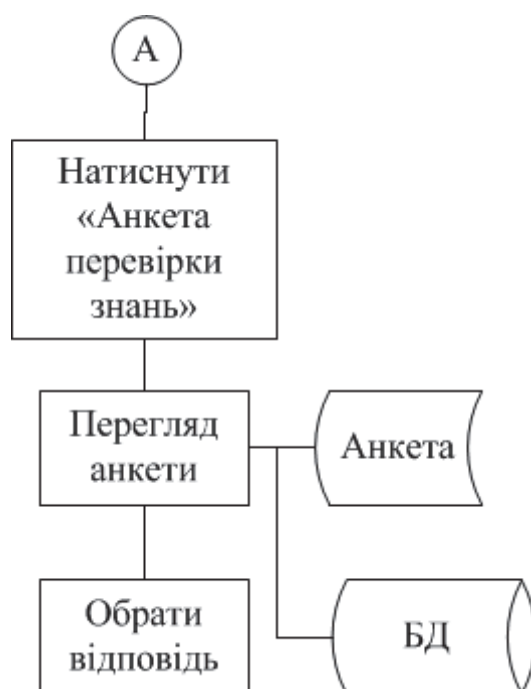 А
Натиснути
«Анкета
перевірки
знань»
Перегляд
анкети
Анкета
Обрати
відповідь
БД